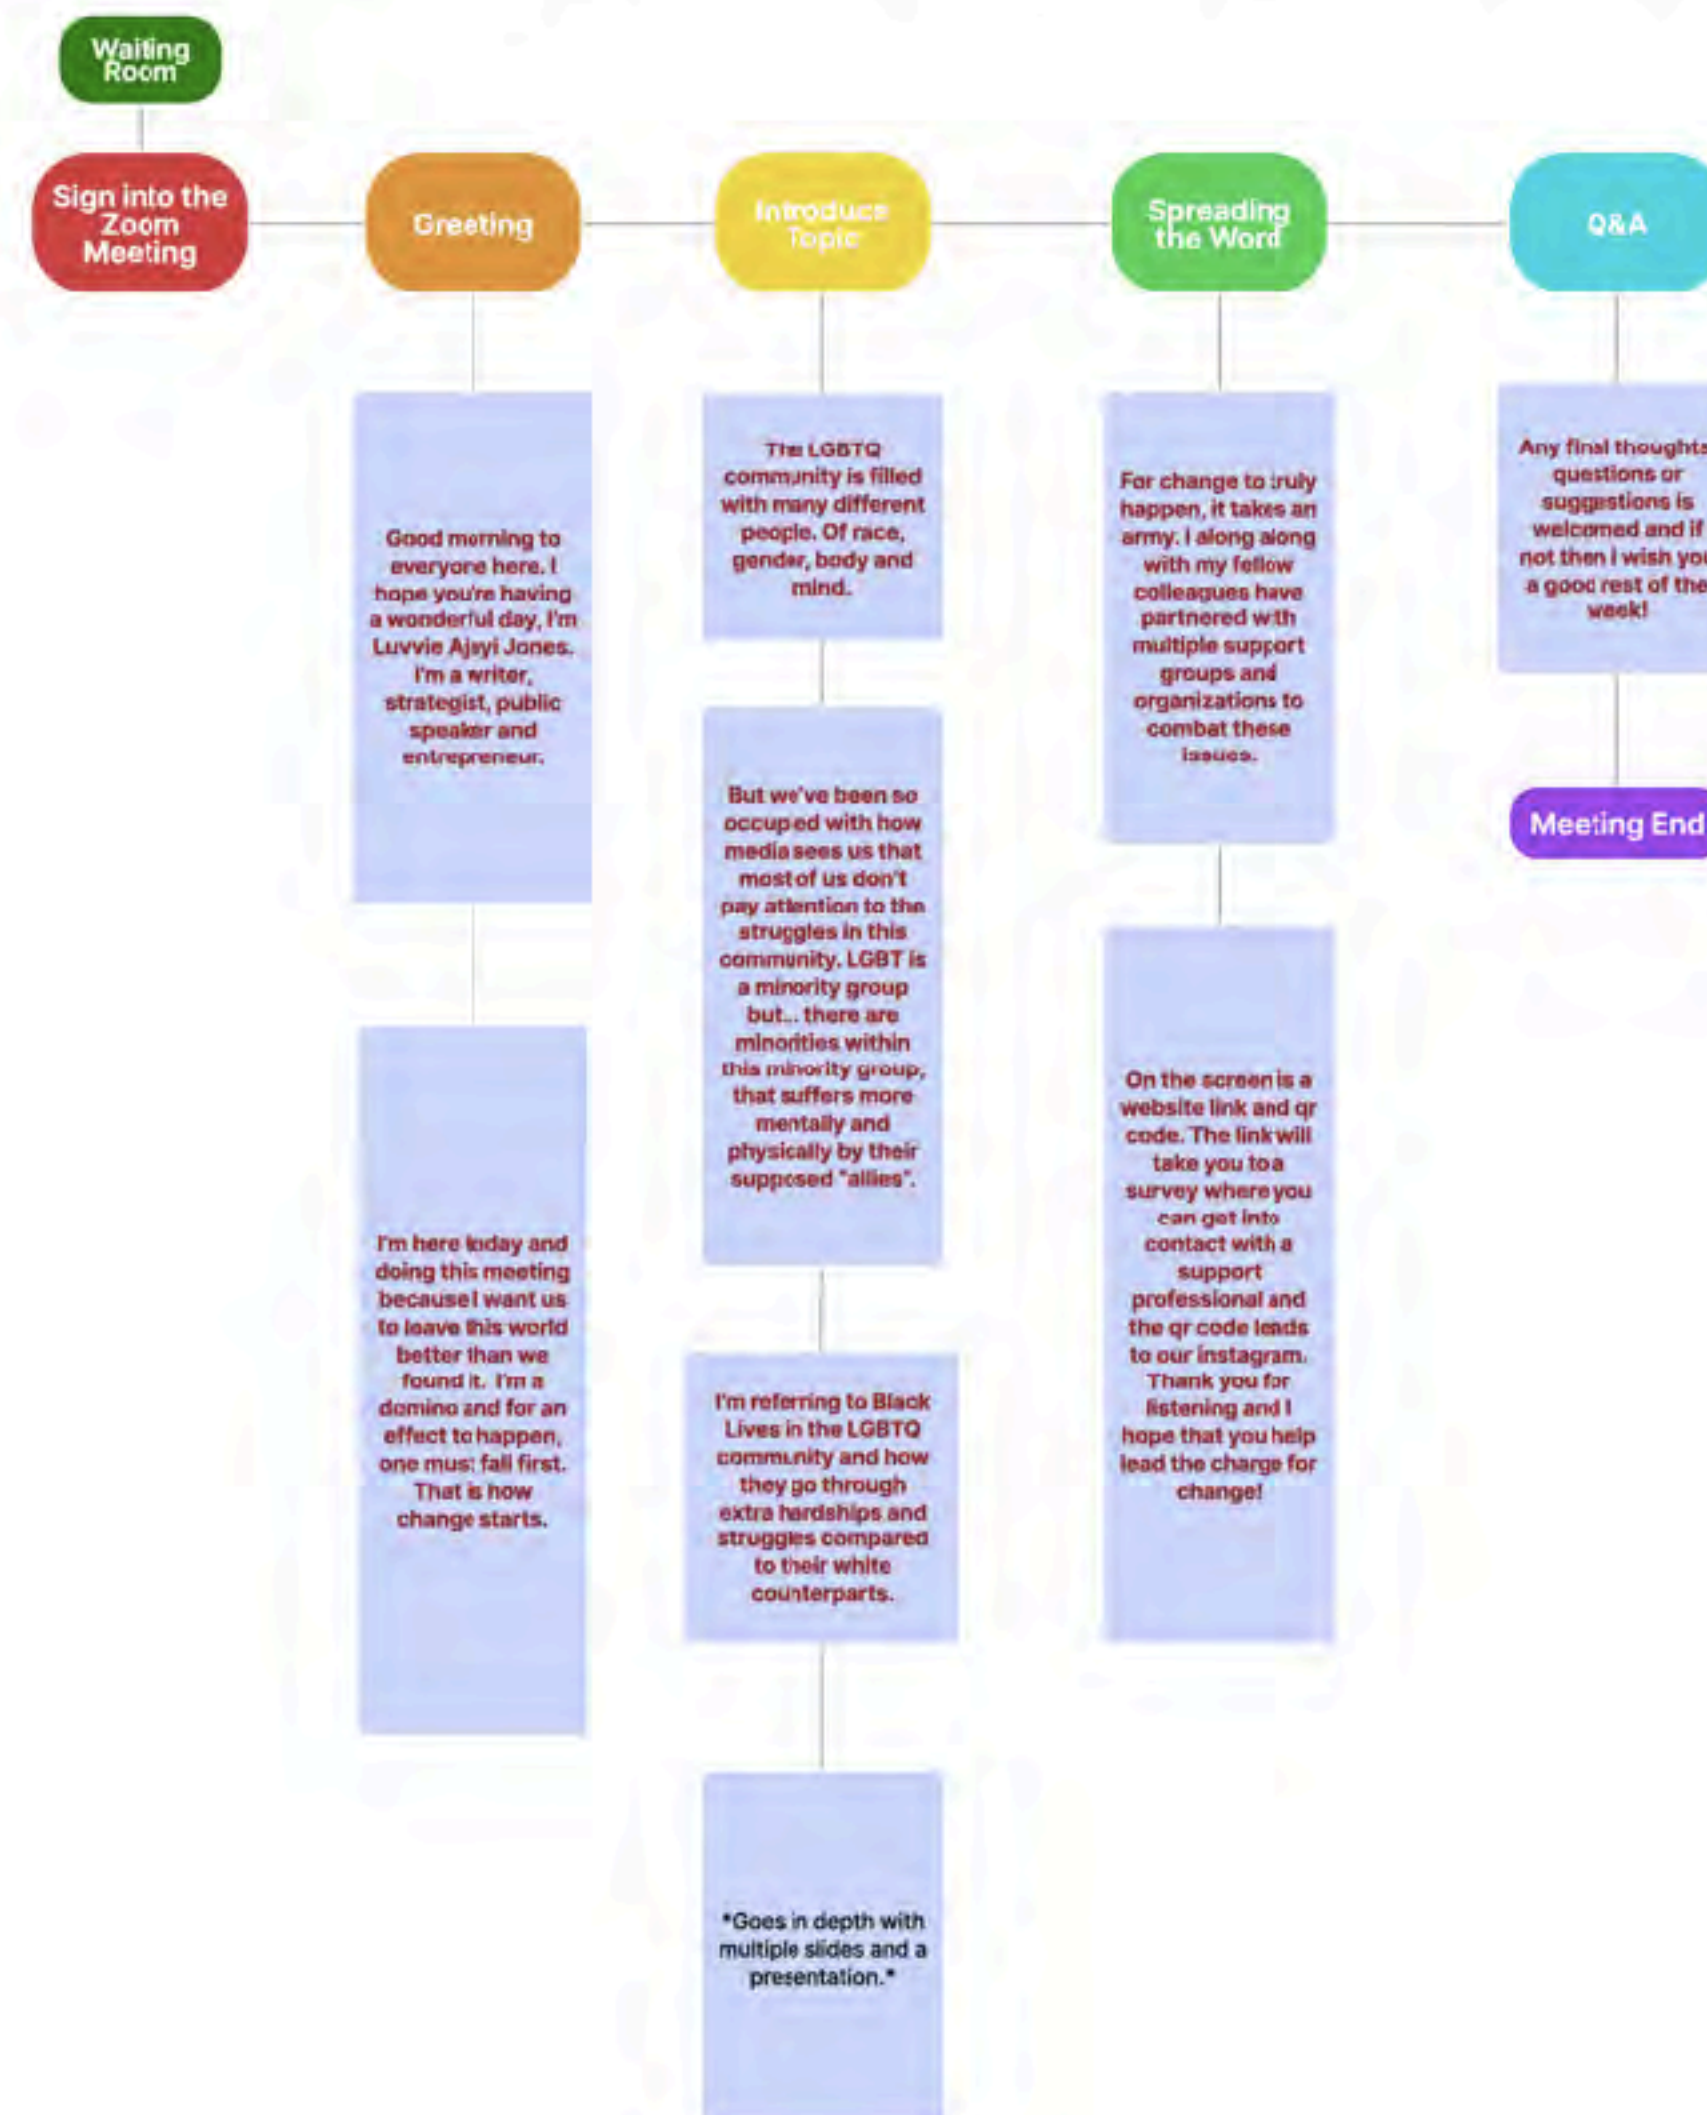 Waiting
Room
Sign into the
Zoom
Meeting
Greeting
Good morning to
everyone here. I
hope you're having
a wonderful day, I'm
Luvvie Ajayi Jones.
I'm a writer,
strategist, public
speaker and
entrepreneur.
I'm here today and
doing this meeting
because I want us
to leave this world
better than we
found it. I'm a
domino and for an
effect to happen,
one must fall first.
That is how
change starts.
Introduce
Topic
The LGBTQ
community is filled
with many different
people. Of race,
gender, body and
mind.
But we've been so
occupied with how
media sees us that
most of us don't
pay attention to the
struggles in this
community. LGBT is
a minority group
but... there are
minorities within
this minority group,
that suffers more
mentally and
physically by their
supposed "allies".
I'm referring to Black
Lives in the LGBTQ
community and how
they go through
extra hardships and
struggles compared
to their white
counterparts.
*Goes in depth with
multiple slides and a
presentation.*
Spreading
the Word
For change to truly
happen, it takes an
army. I along along
with my fellow
colleagues have
partnered with
multiple support
groups and
organizations to
combat these
issues.
On the screen is a
website link and qr
code. The link will
take you to a
survey where you
can get into
contact with a
support
professional and
the qr code leads
to our instagram.
Thank you for
listening and I
hope that you help
lead the charge for
change!
Q&A
Any final thoughts
questions or
suggestions is
welcomed and if
not then I wish you
a good rest of the
week!
Meeting End